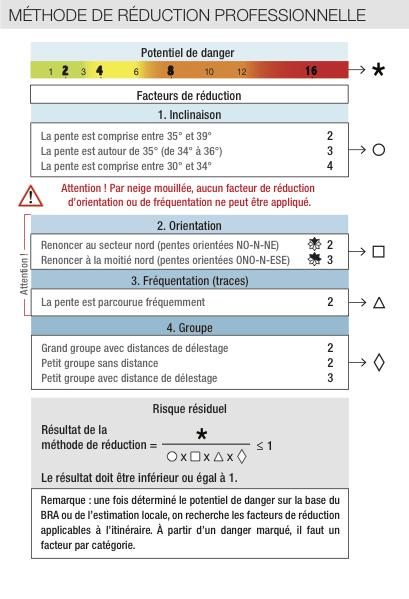 MÉTHODE DE RÉDUCTION PROFESSIONNELLE
Potentiel de danger
1 2 3 4 6 8 10 12 16
Facteurs de réduction
1. Inclinaison
La pente est comprise entre 35° et 39° 2
La pente est autour de 35° (de 34° à 36°) 3
La pente est comprise entre 30° et 34° 4
Attention ! Par neige mouillée, aucun facteur de réduction
d'orientation ou de fréquentation ne peut être appliqué.
Attention !
2. Orientation
Renoncer au secteur nord (pentes orientées NO-N-NE) 2
Renoncer à la moitié nord (pentes orientées ONO-N-ESE) 3
3. Fréquentation (traces)
La pente est parcourue fréquemment 2
4. Groupe
Grand groupe avec distances de délestage 2
Petit groupe sans distance 2
Petit groupe avec distance de délestage 3
Risque résiduel
Résultat de la
méthode de réduction = * / ○ x □ x △ x ◊ ≤ 1
Le résultat doit être inférieur ou égal à 1.
Remarque : une fois déterminé le potentiel de danger sur la base du
BRA ou de l'estimation locale, on recherche les facteurs de réduction
applicables à l'itinéraire. À partir d'un danger marqué, il faut un
facteur par catégorie.